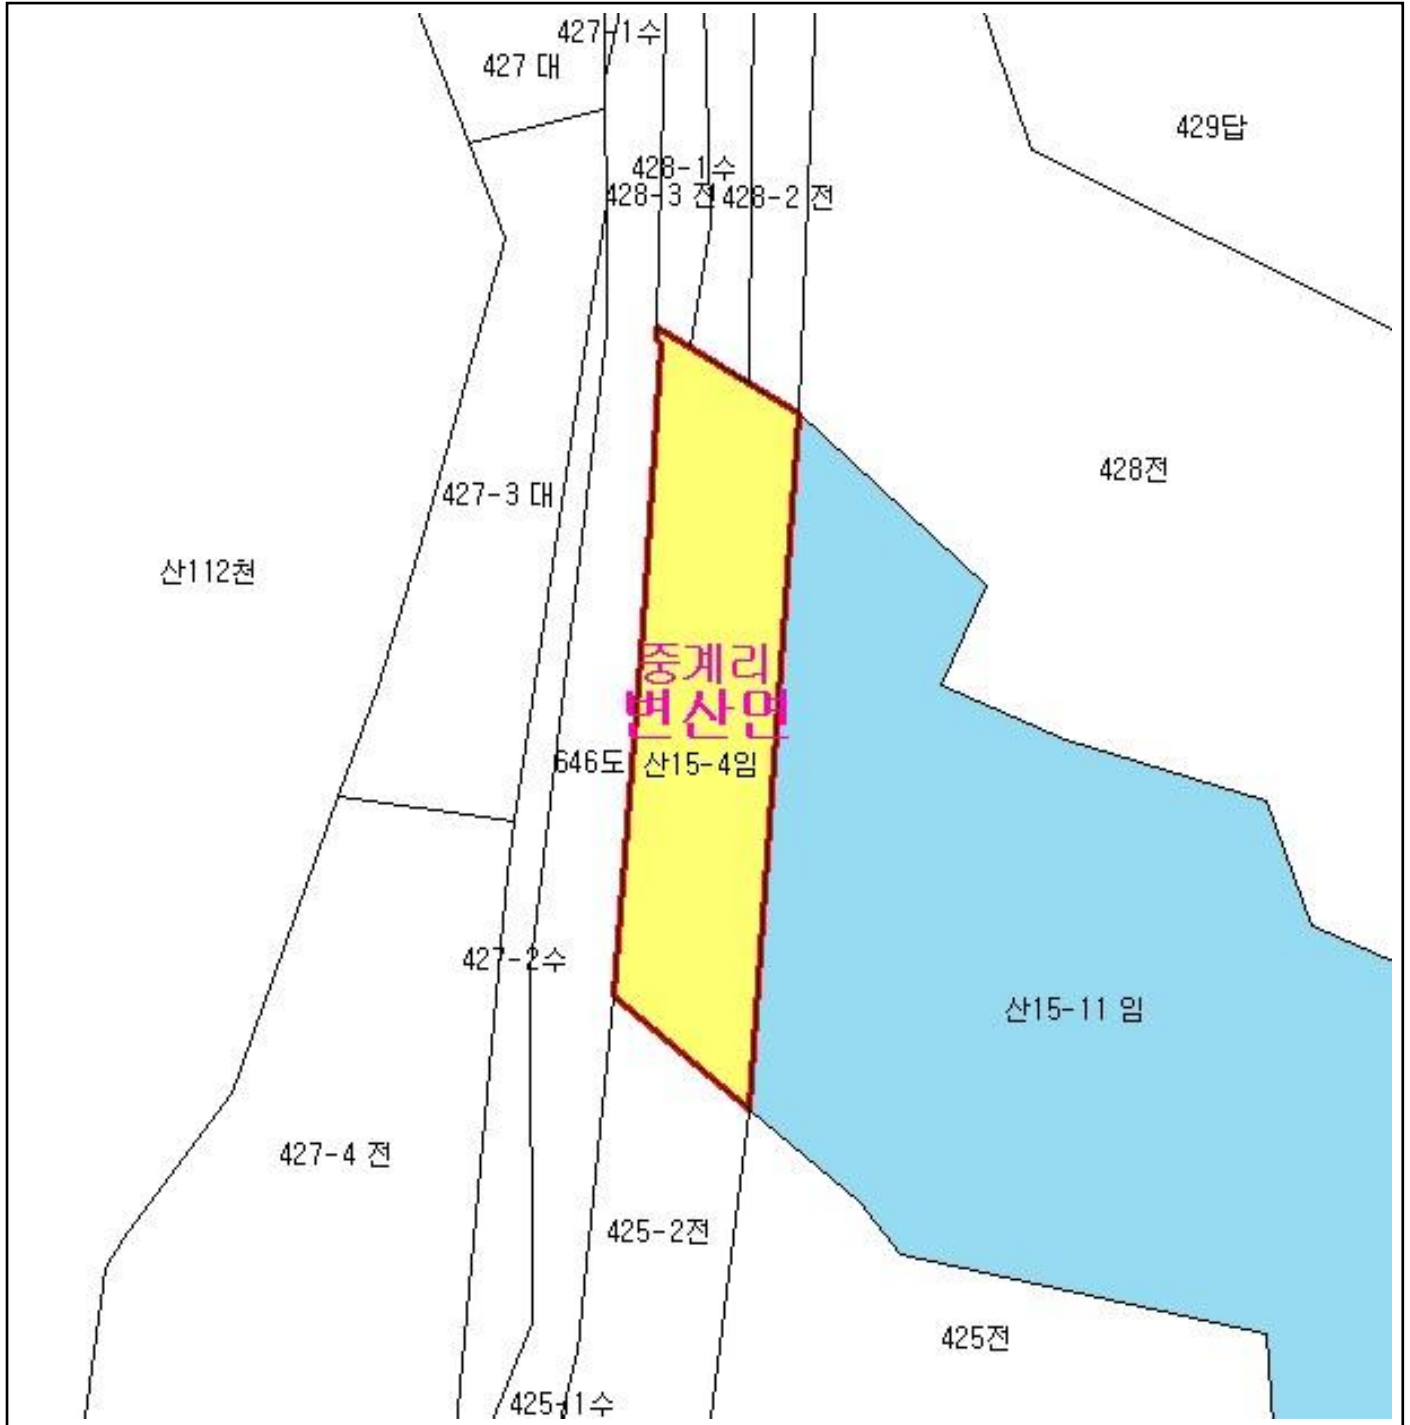 427-1수
427 대
429답
428-1수
428-3 전
428-2 전
428전
427-3 대
산112천
중계리
변산면
646도
산15-4임
427-2수
산15-11 임
427-4 전
425-2전
425전
425-1수